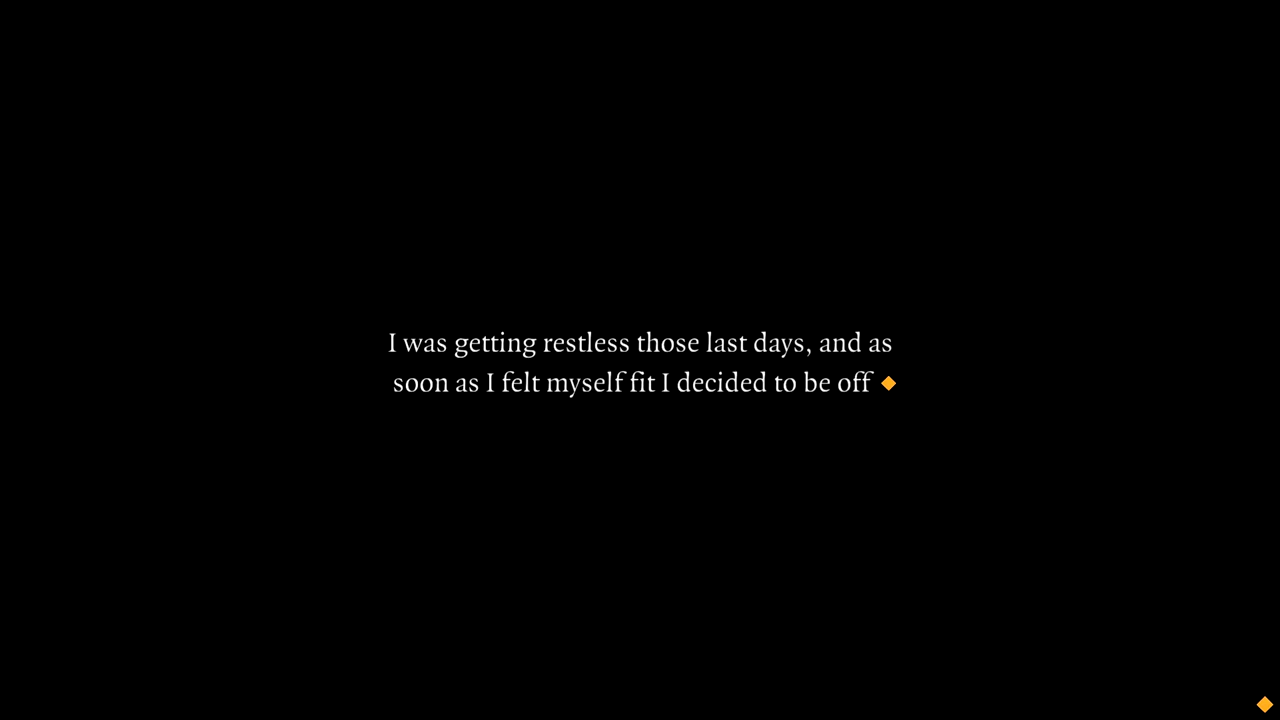 I was getting restless those last days, and as
soon as I felt myself fit I decided to be off